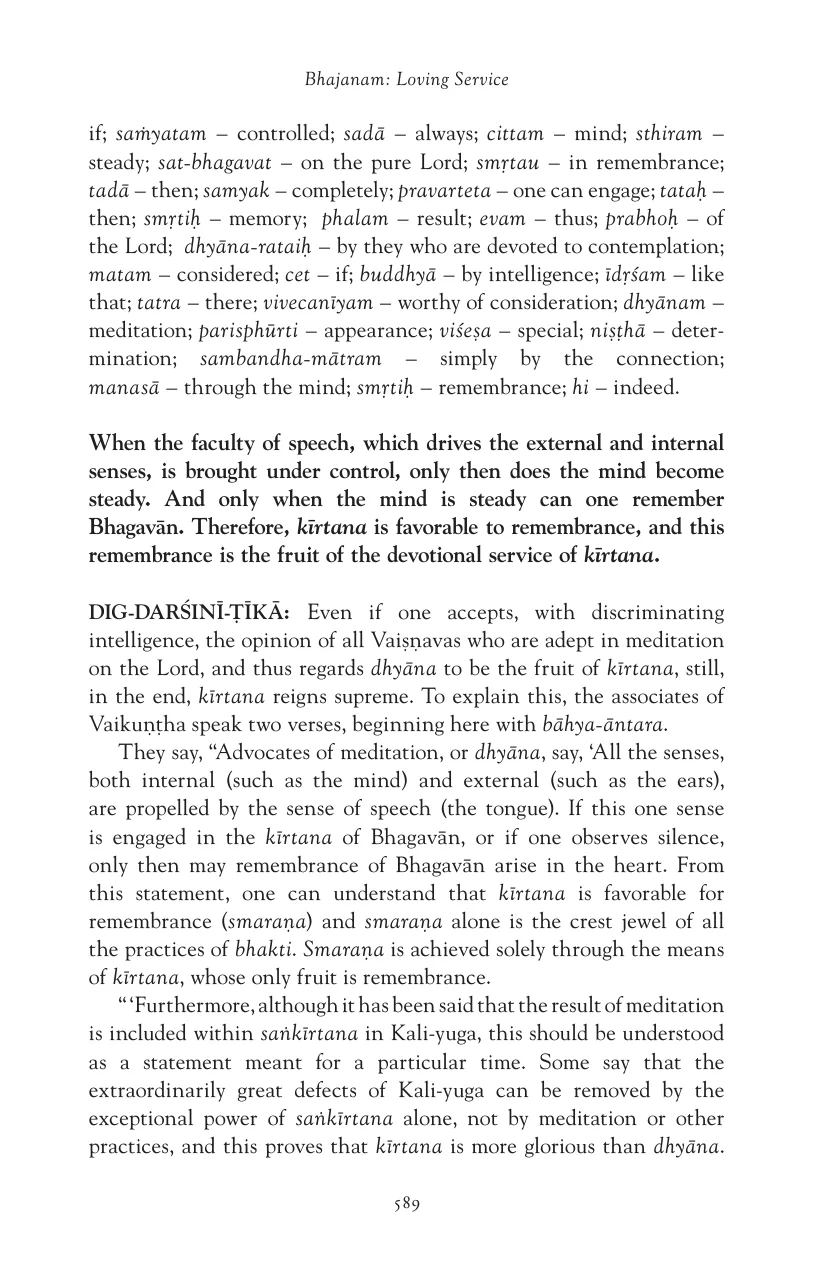 Bhajanam: Loving Service
if; saṁyatam – controlled; sadā – always; cittam – mind; sthiram –
steady; sat-bhagavat – on the pure Lord; smṛtau – in remembrance;
tadā – then; samyak – completely; pravarteta – one can engage; tataḥ –
then; smṛtiḥ – memory; phalam – result; evam – thus; prabhoḥ – of
the Lord; dhyāna-rataiḥ – by they who are devoted to contemplation;
matam – considered; cet – if; buddhyā – by intelligence; īdṛśam – like
that; tatra – there; vivecanīyam – worthy of consideration; dhyānam –
meditation; parisphūrti – appearance; viśeṣa – special; niṣṭhā – deter-
mination; sambandha-mātram – simply by the connection;
manasā – through the mind; smṛtiḥ – remembrance; hi – indeed.
When the faculty of speech, which drives the external and internal
senses, is brought under control, only then does the mind become
steady. And only when the mind is steady can one remember
Bhagavān. Therefore, kīrtana is favorable to remembrance, and this
remembrance is the fruit of the devotional service of kīrtana.
DIG-DARŚINĪ-ṬĪKĀ: Even if one accepts, with discriminating
intelligence, the opinion of all Vaiṣṇavas who are adept in meditation
on the Lord, and thus regards dhyāna to be the fruit of kīrtana, still,
in the end, kīrtana reigns supreme. To explain this, the associates of
Vaikuṇṭha speak two verses, beginning here with bāhya-āntara.
They say, “Advocates of meditation, or dhyāna, say, ‘All the senses,
both internal (such as the mind) and external (such as the ears),
are propelled by the sense of speech (the tongue). If this one sense
is engaged in the kīrtana of Bhagavān, or if one observes silence,
only then may remembrance of Bhagavān arise in the heart. From
this statement, one can understand that kīrtana is favorable for
remembrance (smaraṇa) and smaraṇa alone is the crest jewel of all
the practices of bhakti. Smaraṇa is achieved solely through the means
of kīrtana, whose only fruit is remembrance.
“‘Furthermore, although it has been said that the result of meditation
is included within saṅkīrtana in Kali-yuga, this should be understood
as a statement meant for a particular time. Some say that the
extraordinarily great defects of Kali-yuga can be removed by the
exceptional power of saṅkīrtana alone, not by meditation or other
practices, and this proves that kīrtana is more glorious than dhyāna.
589